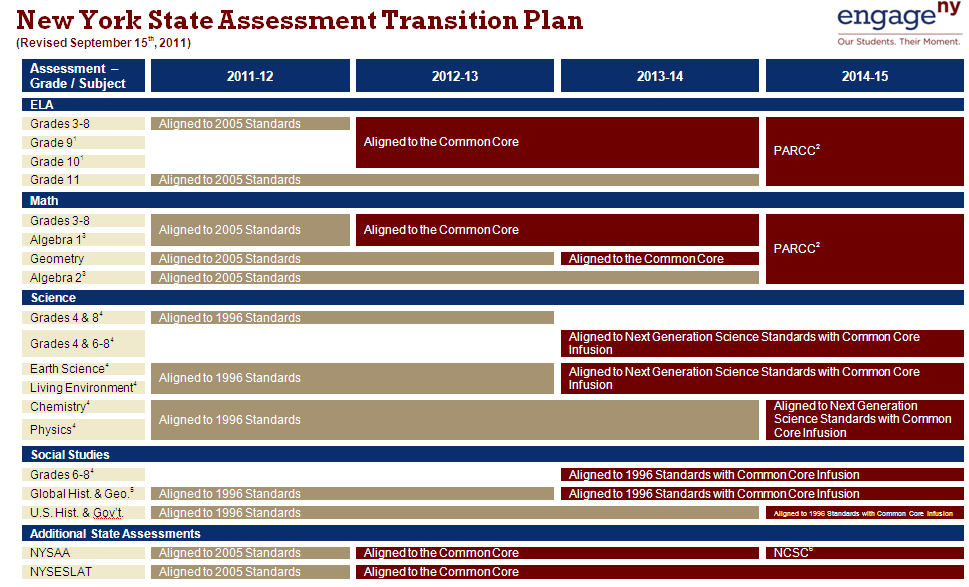 New York State Assessment Transition Plan
(Revised September 15th, 2011)
engageny
Our Students. Their Moment.
Assessment – Grade / Subject 2011-12 2012-13 2013-14 2014-15
ELA
Grades 3-8 Aligned to 2005 Standards
Grade 9¹ Aligned to the Common Core
Grade 10¹ PARCC²
Grade 11 Aligned to 2005 Standards
Math
Grades 3-8
Aligned to 2005 Standards Aligned to the Common Core
Algebra 1³
PARCC²
Geometry Aligned to 2005 Standards Aligned to the Common Core
Algebra 2³ Aligned to 2005 Standards
Science
Grades 4 & 8⁴ Aligned to 1996 Standards
Grades 4 & 6-8⁴ Aligned to Next Generation Science Standards with Common Core
Infusion
Earth Science⁴ Aligned to Next Generation Science Standards with Common Core
Aligned to 1996 Standards
Living Environment⁴ Infusion
Chemistry⁴ Aligned to Next Generation
Aligned to 1996 Standards Science Standards with Common
Physics⁴ Core Infusion
Social Studies
Grades 6-8⁴ Aligned to 1996 Standards with Common Core Infusion
Global Hist. & Geo.⁵ Aligned to 1996 Standards Aligned to 1996 Standards with Common Core Infusion
U.S. Hist. & Gov't. Aligned to 1996 Standards Aligned to 1996 Standards with Common Core Infusion
Additional State Assessments
NYSAA Aligned to 2005 Standards Aligned to the Common Core NCSC⁶
NYSESLAT Aligned to 2005 Standards Aligned to the Common Core